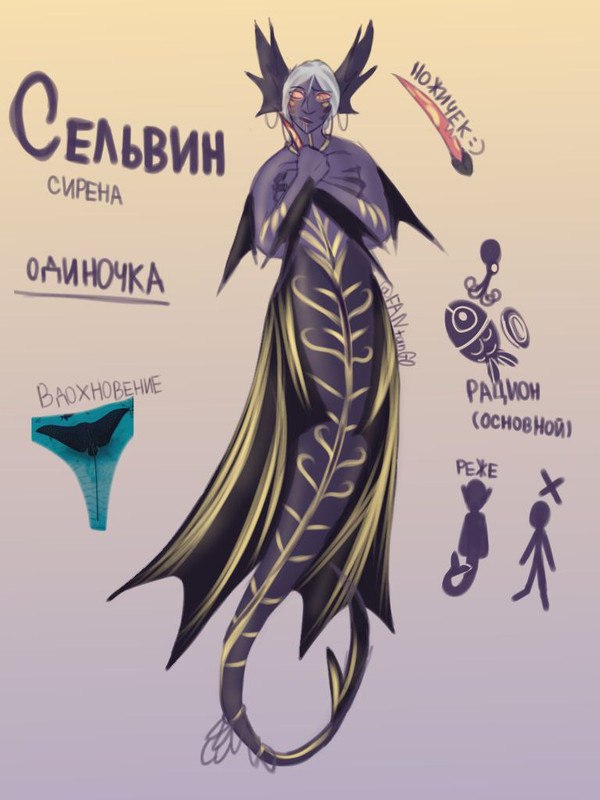 Сельвин
сирена
одиночка
Вдохновение
ножичек :)
Рацион
(основной)
реже